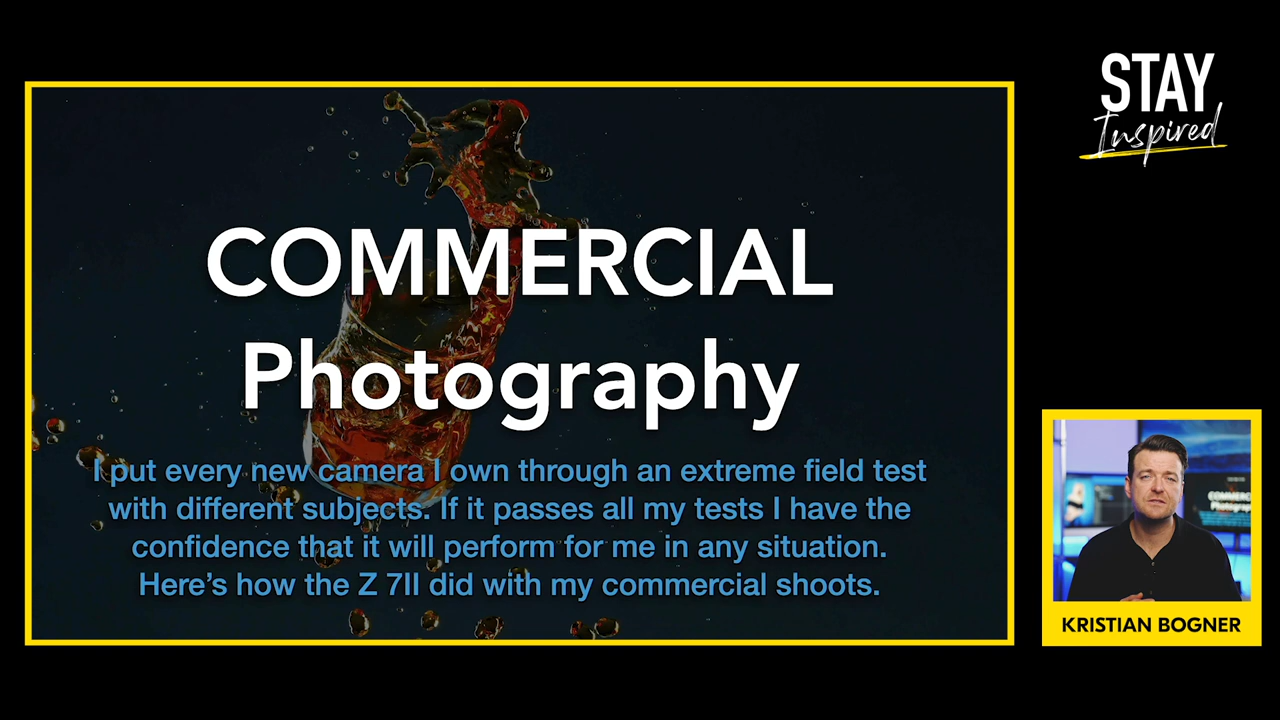 STAY
Inspired
COMMERCIAL
Photography
I put every new camera I own through an extreme field test
with different subjects. If it passes all my tests I have the
confidence that it will perform for me in any situation.
Here’s how the Z 7II did with my commercial shoots.
KRISTIAN BOGNER